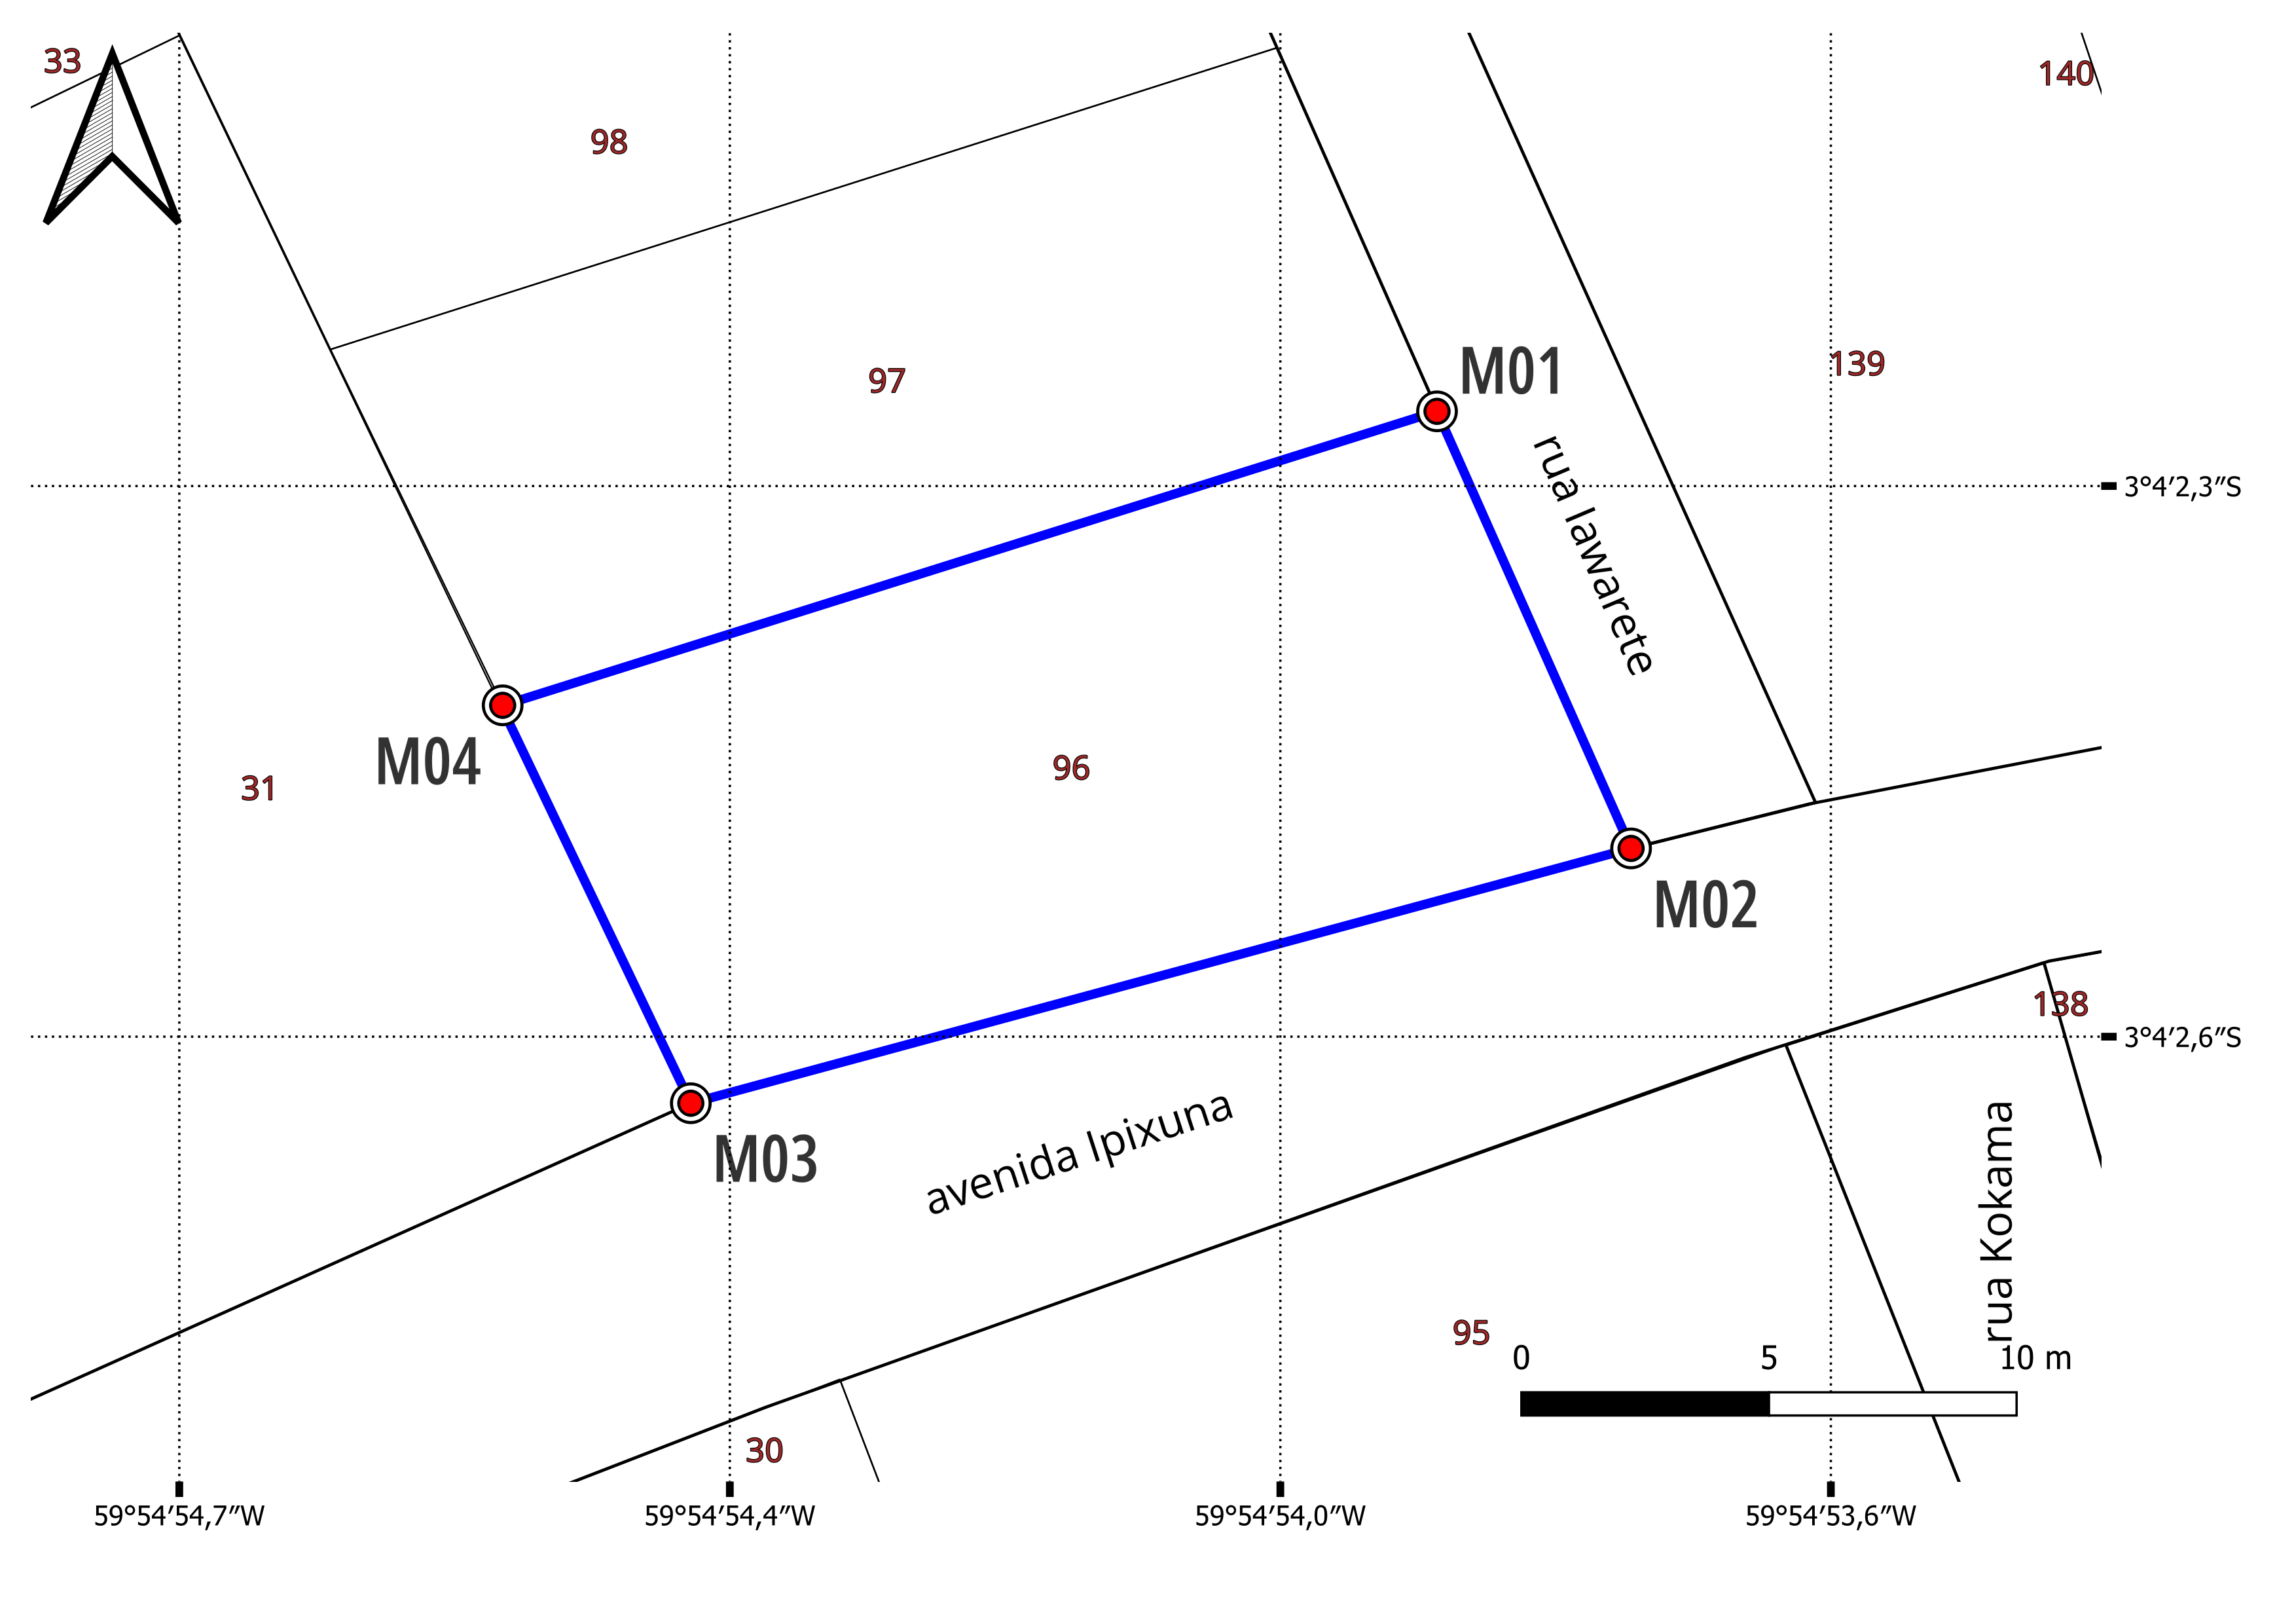 33
140
98
M01
139
97
rua Iawarete
3°4′2,3″S
M04
96
31
M02
138
3°4′2,6″S
M03
avenida Ipixuna
rua Kokama
95
0 5 10 m
30
59°54′54,7″W 59°54′54,4″W 59°54′54,0″W 59°54′53,6″W